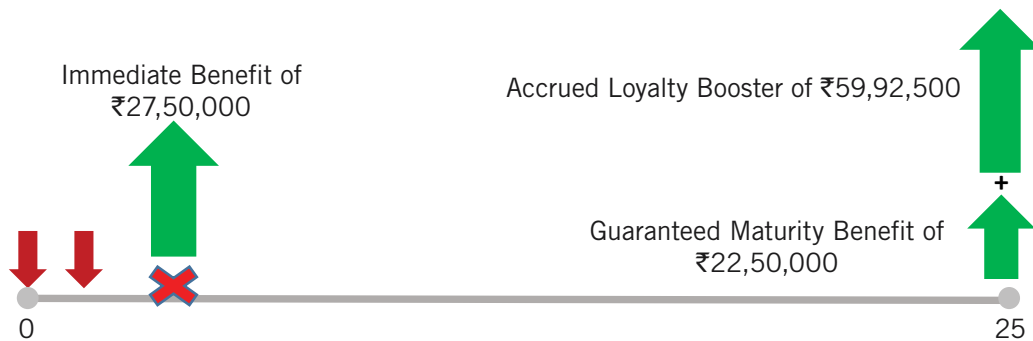 Immediate Benefit of
₹27,50,000
Accrued Loyalty Booster of ₹59,92,500
+
Guaranteed Maturity Benefit of
₹22,50,000
0
25